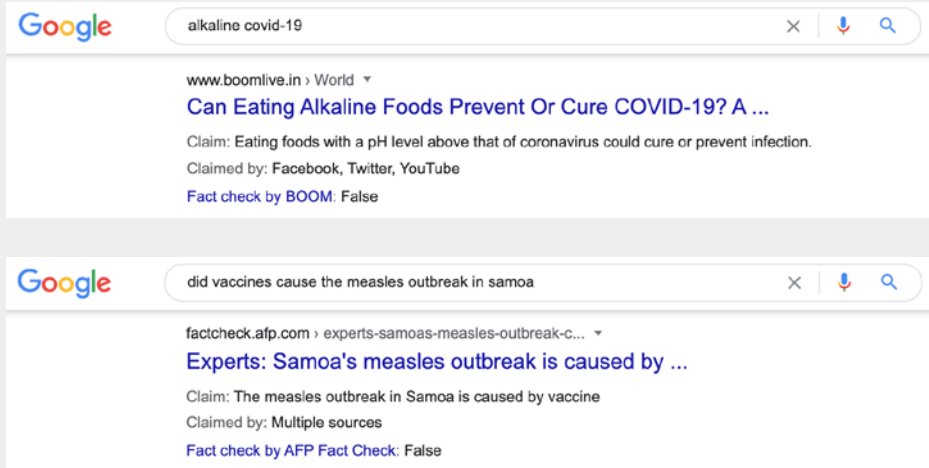 Google alkaline covid-19
www.boomlive.in › World
Can Eating Alkaline Foods Prevent Or Cure COVID-19? A ...
Claim: Eating foods with a pH level above that of coronavirus could cure or prevent infection.
Claimed by: Facebook, Twitter, YouTube
Fact check by BOOM: False
Google did vaccines cause the measles outbreak in samoa
factcheck.afp.com › experts-samoas-measles-outbreak-c...
Experts: Samoa's measles outbreak is caused by ...
Claim: The measles outbreak in Samoa is caused by vaccine
Claimed by: Multiple sources
Fact check by AFP Fact Check: False